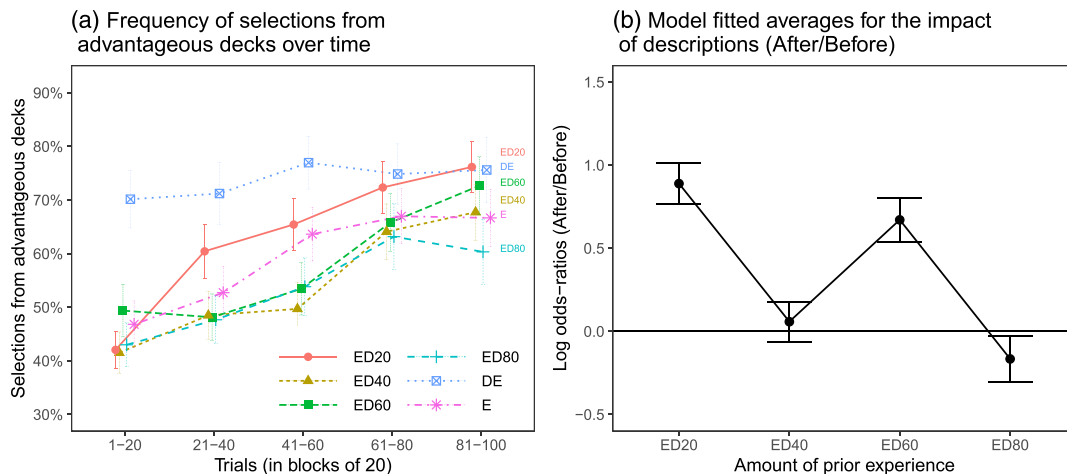 (a) Frequency of selections from
advantageous decks over time
Selections from advantageous decks
90%
80%
70%
60%
50%
40%
30%
ED20
DE
ED60
ED40
E
ED80
ED20
ED40
ED60
ED80
DE
E
1−20
21−40
41−60
61−80
81−100
Trials (in blocks of 20)
(b) Model fitted averages for the impact
of descriptions (After/Before)
Log odds−ratios (After/Before)
1.5
1.0
0.5
0.0
−0.5
ED20
ED40
ED60
ED80
Amount of prior experience